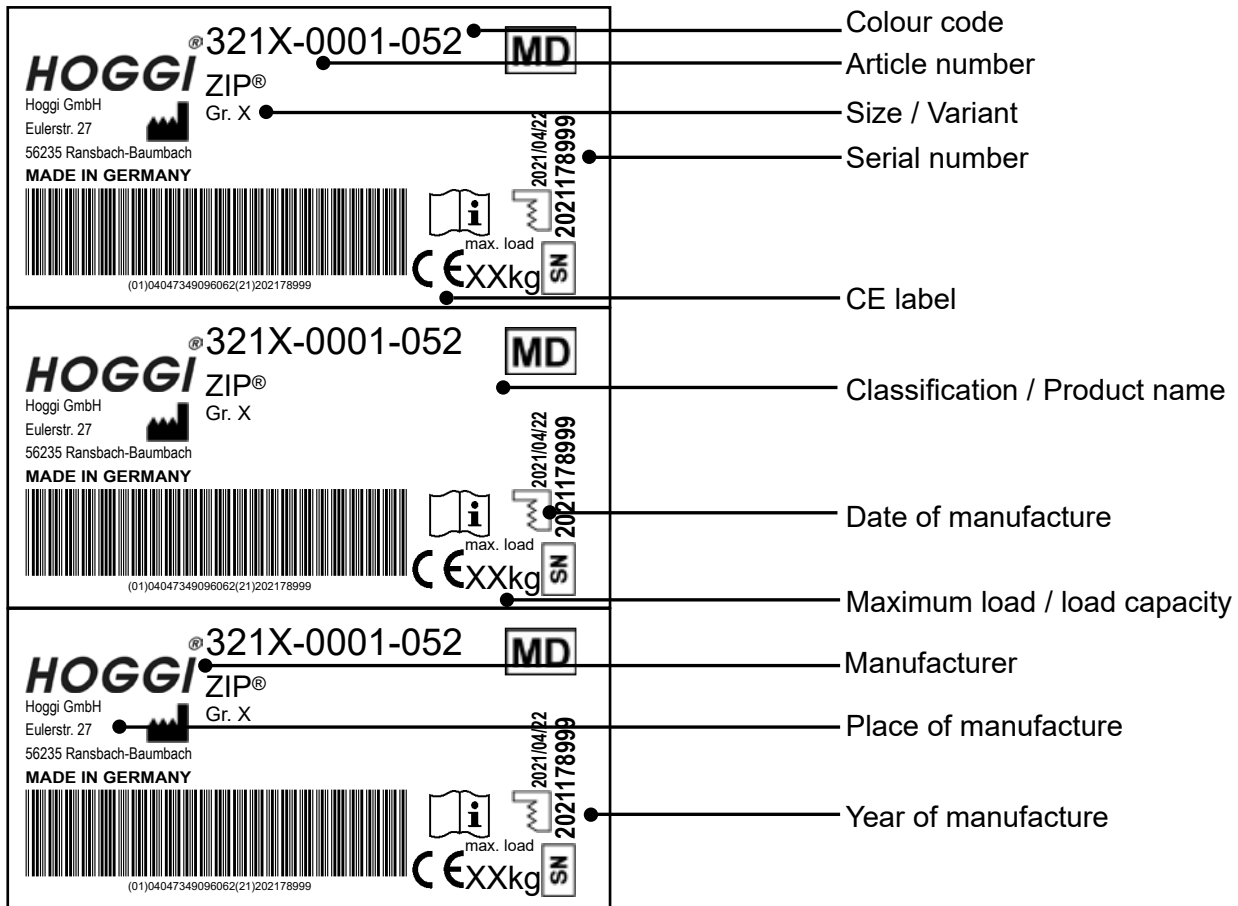 ®321X-0001-052
MD
HOGGI
ZIP®
Gr. X
Hoggi GmbH
Eulerstr. 27
56235 Ransbach-Baumbach
MADE IN GERMANY
2021/04/22
2021178999
i
max. load
CE XXkg
SN
(01)04047349096062(21)202178999
Colour code
Article number
Size / Variant
Serial number
CE label
®321X-0001-052
MD
HOGGI
ZIP®
Gr. X
Hoggi GmbH
Eulerstr. 27
56235 Ransbach-Baumbach
MADE IN GERMANY
2021/04/22
2021178999
i
max. load
CE XXkg
SN
(01)04047349096062(21)202178999
Classification / Product name
Date of manufacture
Maximum load / load capacity
®321X-0001-052
MD
HOGGI
ZIP®
Gr. X
Hoggi GmbH
Eulerstr. 27
56235 Ransbach-Baumbach
MADE IN GERMANY
2021/04/22
2021178999
i
max. load
CE XXkg
SN
(01)04047349096062(21)202178999
Manufacturer
Place of manufacture
Year of manufacture